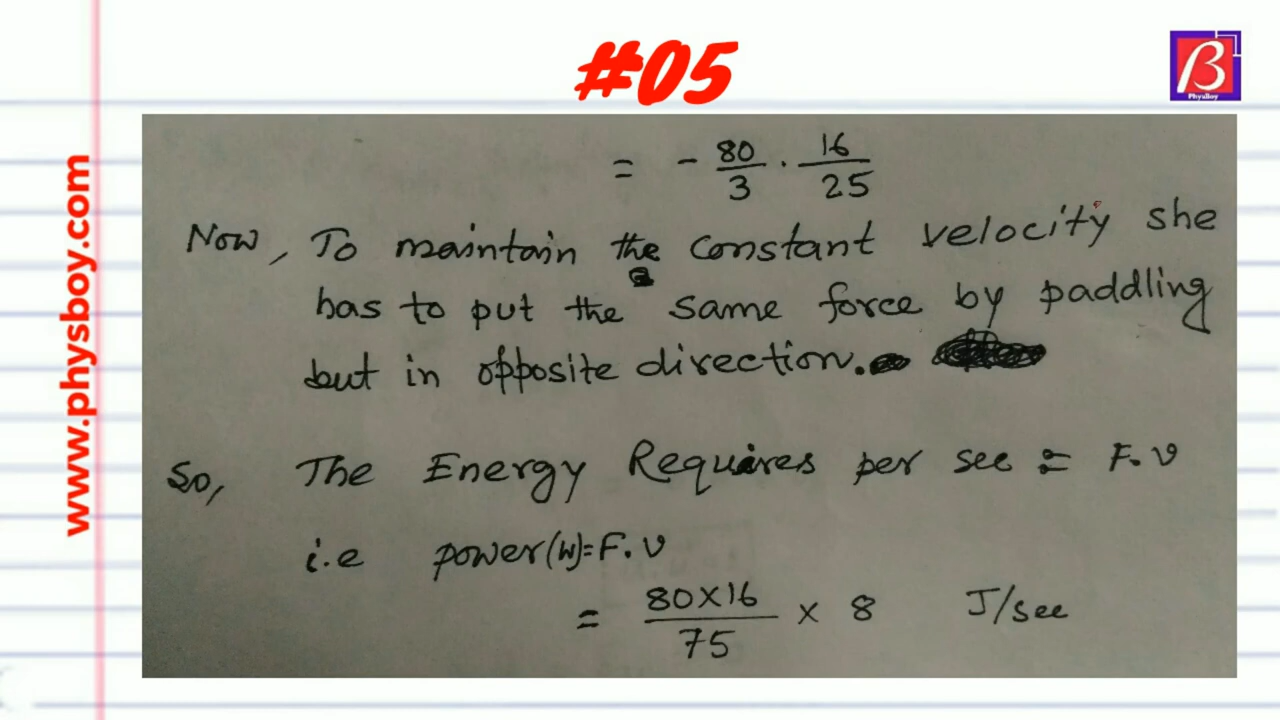 #05
β
PhysBoy
www.physboy.com
= - 80/3 . 16/25
Now, To maintain the constant velocity she
has to put the same force by paddling
but in opposite direction.
So, The Energy Requires per sec = F.v
i.e power(W)=F.v
= 80×16/75 × 8 J/sec